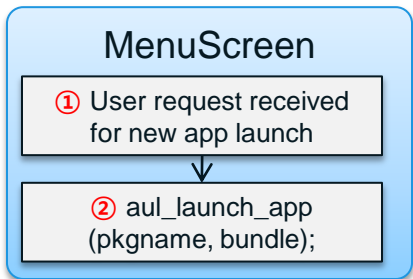 MenuScreen
① User request received
for new app launch
② aul_launch_app
(pkgname, bundle);